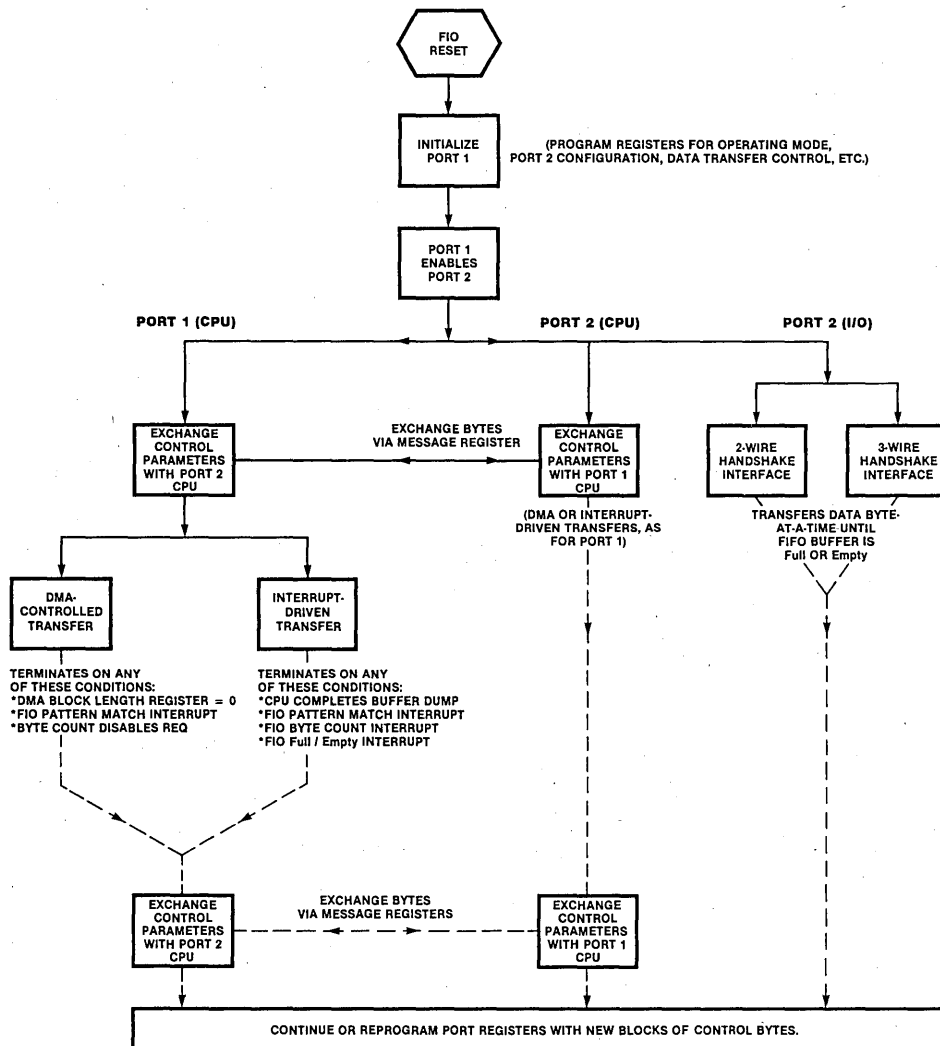 FIO
RESET
INITIALIZE
PORT 1
(PROGRAM REGISTERS FOR OPERATING MODE,
PORT 2 CONFIGURATION, DATA TRANSFER CONTROL, ETC.)
PORT 1
ENABLES
PORT 2
PORT 1 (CPU)
PORT 2 (CPU)
PORT 2 (I/O)
EXCHANGE
CONTROL
PARAMETERS
WITH PORT 2
CPU
EXCHANGE BYTES
VIA MESSAGE REGISTER
EXCHANGE
CONTROL
PARAMETERS
WITH PORT 1
CPU
2-WIRE
HANDSHAKE
INTERFACE
3-WIRE
HANDSHAKE
INTERFACE
(DMA OR INTERRUPT-
DRIVEN TRANSFERS, AS
FOR PORT 1)
TRANSFERS DATA BYTE-
AT-A-TIME UNTIL
FIFO BUFFER IS
Full OR Empty
DMA-
CONTROLLED
TRANSFER
INTERRUPT-
DRIVEN
TRANSFER
TERMINATES ON ANY
OF THESE CONDITIONS:
*DMA BLOCK LENGTH REGISTER = 0
*FIO PATTERN MATCH INTERRUPT
*BYTE COUNT DISABLES REQ
TERMINATES ON ANY
OF THESE CONDITIONS:
*CPU COMPLETES BUFFER DUMP
*FIO PATTERN MATCH INTERRUPT
*FIO BYTE COUNT INTERRUPT
*FIO Full / Empty INTERRUPT
EXCHANGE
CONTROL
PARAMETERS
WITH PORT 2
CPU
EXCHANGE BYTES
VIA MESSAGE REGISTERS
EXCHANGE
CONTROL
PARAMETERS
WITH PORT 1
CPU
CONTINUE OR REPROGRAM PORT REGISTERS WITH NEW BLOCKS OF CONTROL BYTES.